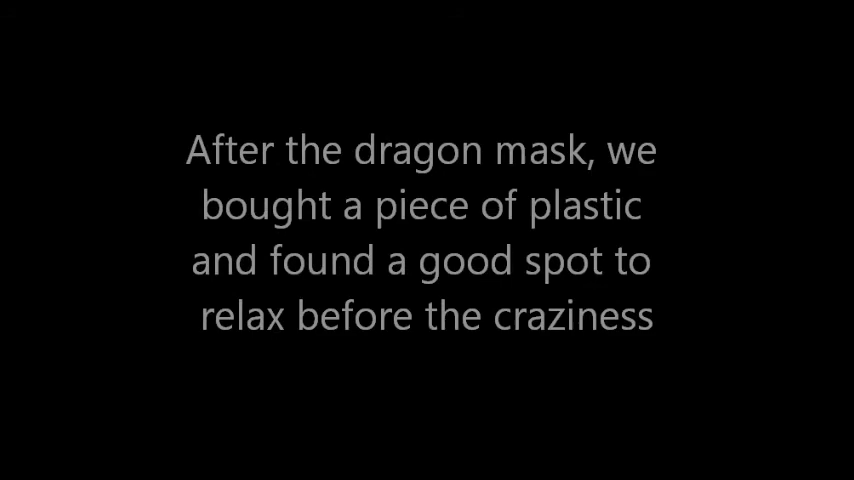 After the dragon mask, we
bought a piece of plastic
and found a good spot to
relax before the craziness